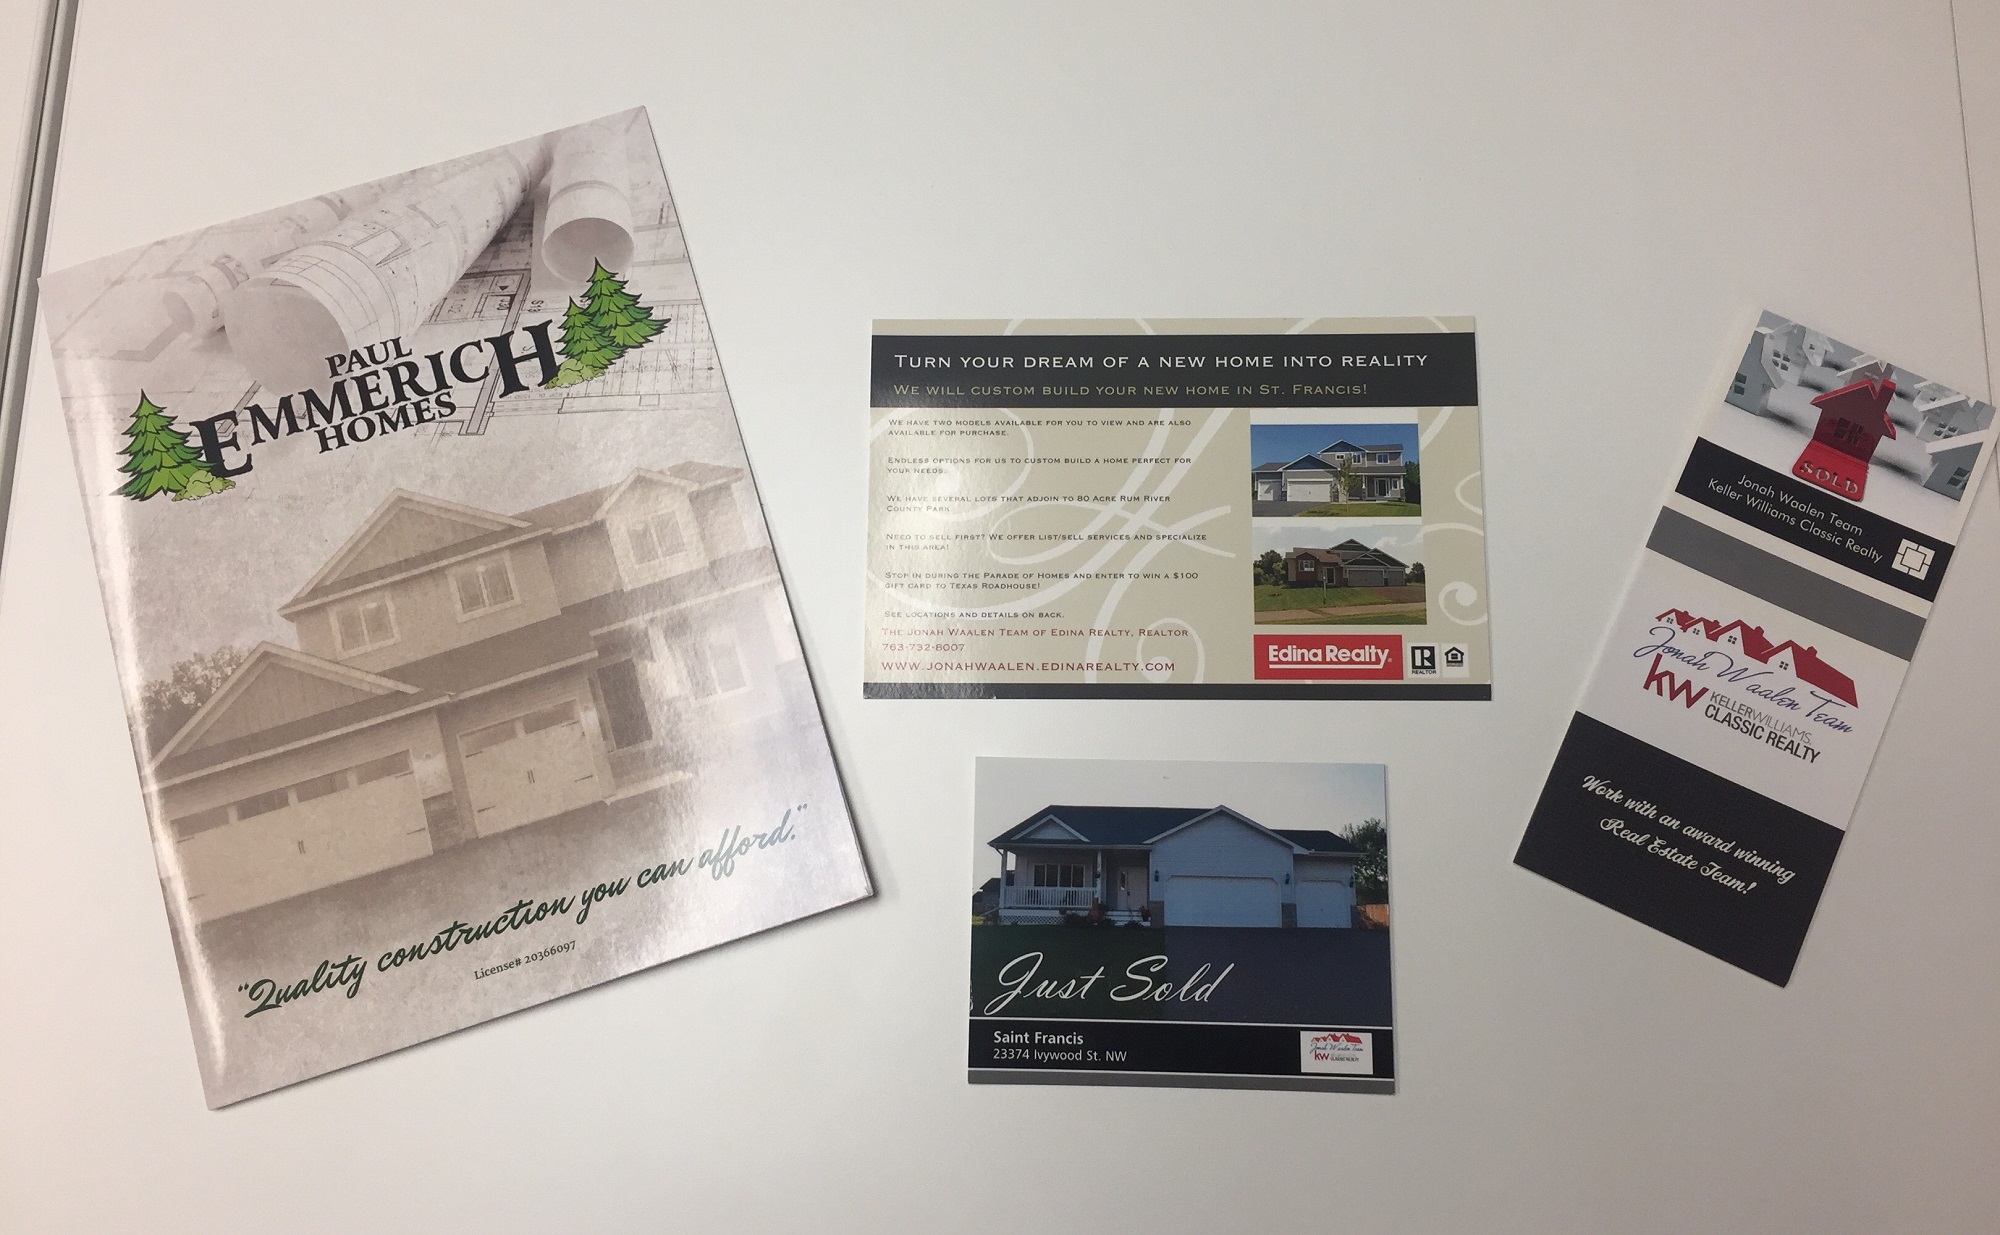 PAUL
EMMERICH
HOMES
"Quality construction you can afford."
License# 20366097
TURN YOUR DREAM OF A NEW HOME INTO REALITY
WE WILL CUSTOM BUILD YOUR NEW HOME IN ST. FRANCIS!
WE HAVE TWO MODELS AVAILABLE FOR YOU TO VIEW AND ARE ALSO
AVAILABLE FOR PURCHASE.
ENDLESS OPTIONS FOR US TO CUSTOM BUILD A HOME PERFECT FOR
YOUR NEEDS.
WE HAVE SEVERAL LOTS THAT ADJOIN TO 80 ACRE RUM RIVER
COUNTY PARK
NEED TO SELL FIRST? WE OFFER LIST/SELL SERVICES AND SPECIALIZE
IN THIS AREA!
STOP IN DURING THE PARADE OF HOMES AND ENTER TO WIN A $100
GIFT CARD TO TEXAS ROADHOUSE!
SEE LOCATIONS AND DETAILS ON BACK.
THE JONAH WAALEN TEAM OF EDINA REALTY, REALTOR
763-732-8007
WWW.JONAHWAALEN.EDINAREALTY.COM
Edina Realty
REALTOR
Just Sold
Saint Francis
23374 Ivywood St. NW
Jonah Waalen Team
kw
CLASSIC REALTY
SOLD
Jonah Waalen Team
Keller Williams Classic Realty
Jonah Waalen Team
kw KELLERWILLIAMS.
CLASSIC REALTY
Work with an award winning
Real Estate Team!